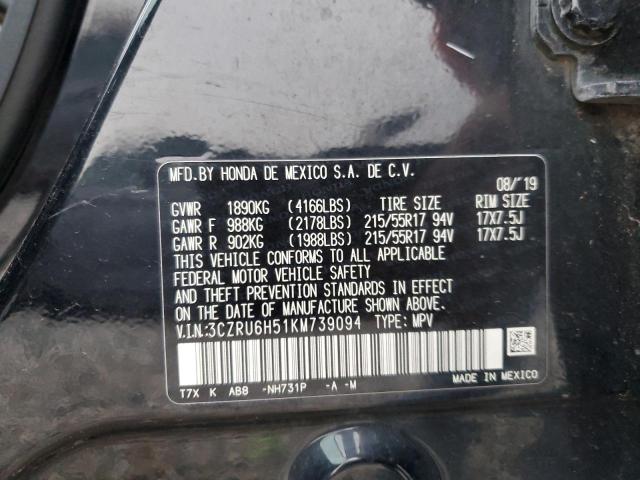 MFD.BY HONDA DE MEXICO S.A. DE C.V.
08/'19
GVWR 1890KG (4166LBS) TIRE SIZE RIM SIZE
GAWR F 988KG (2178LBS) 215/55R17 94V 17X7.5J
GAWR R 902KG (1988LBS) 215/55R17 94V 17X7.5J
THIS VEHICLE CONFORMS TO ALL APPLICABLE
FEDERAL MOTOR VEHICLE SAFETY
AND THEFT PREVENTION STANDARDS IN EFFECT
ON THE DATE OF MANUFACTURE SHOWN ABOVE.
V.I.N.:3CZRU6H51KM739094 TYPE: MPV
T7X K AB8 -NH731P -A -M
MADE IN MEXICO